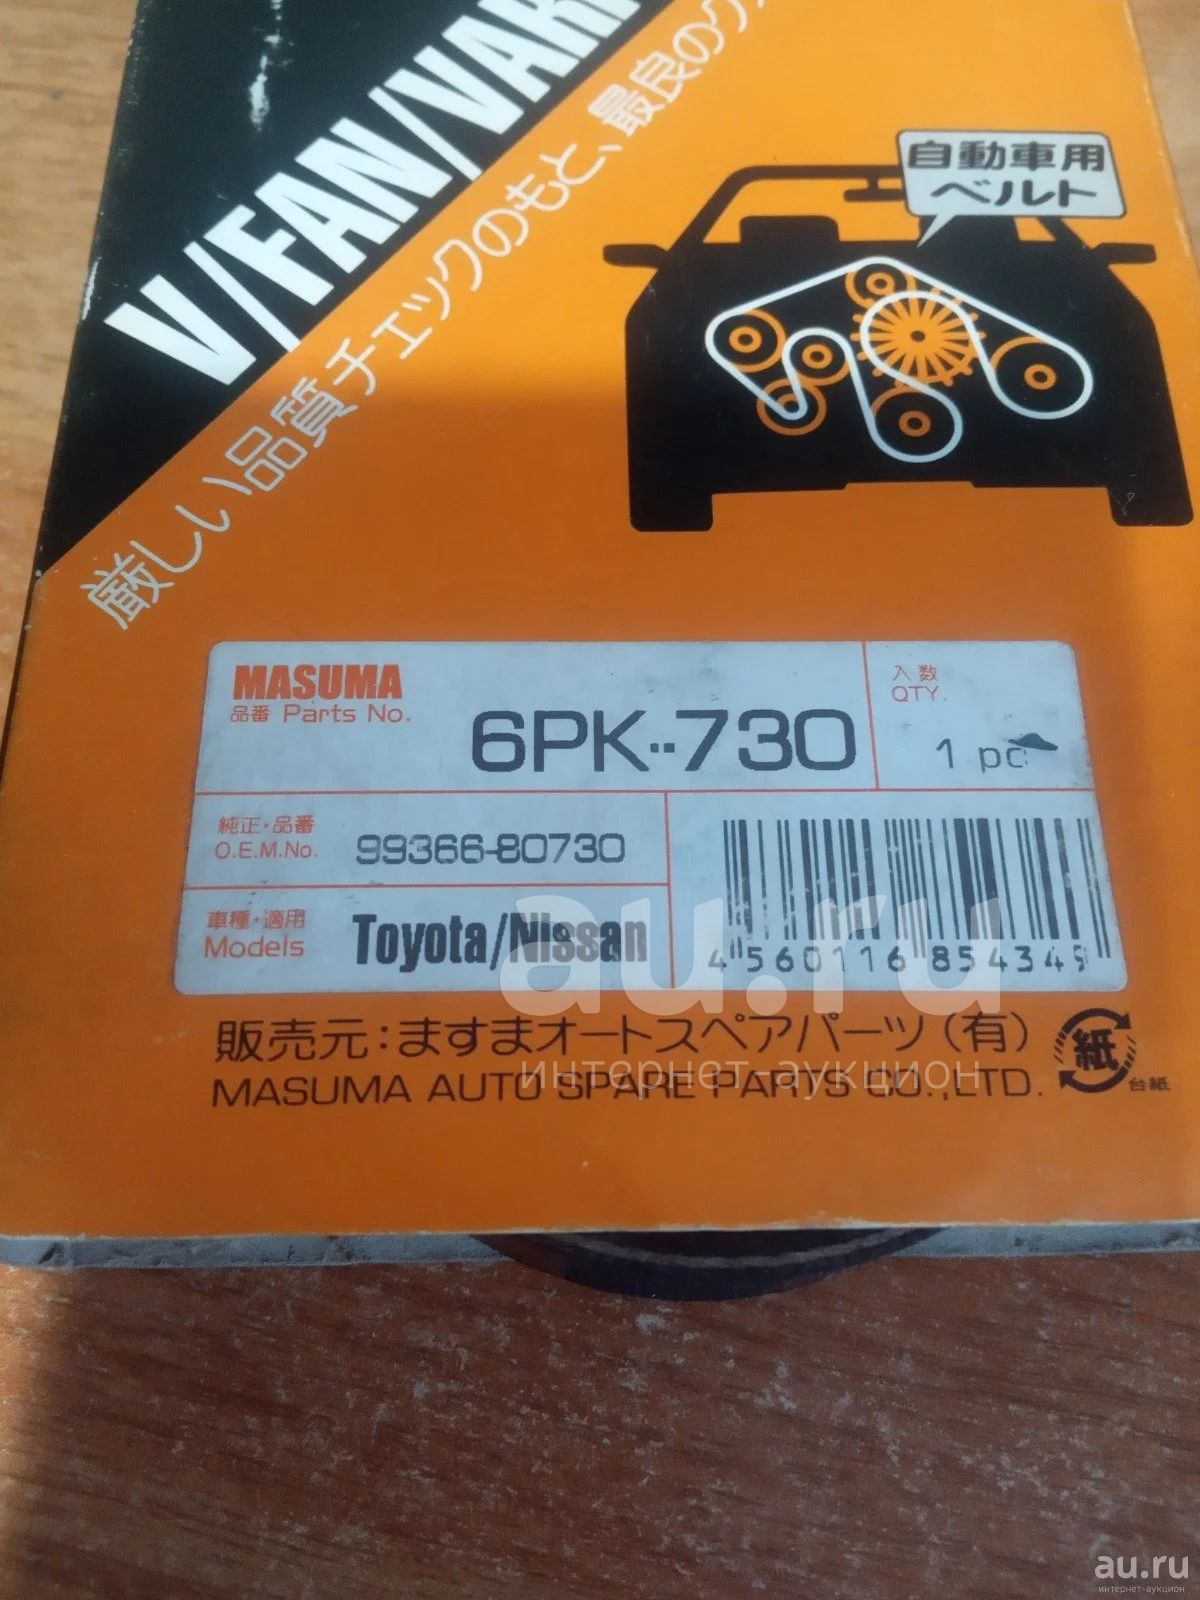 V/FAN/VAR
厳しい品質チェックのもと、最良のク
自動車用
ベルト
MASUMA
品番 Parts No.
6PK-730
入数
QTY.
1 pc
純正・品番
O.E.M.No.
99366-80730
車種・適用
Models
Toyota/Nissan
4 560116 854349
販売元:ますまオートスペアパーツ(有)
MASUMA AUTO SPARE PARTS CO.,LTD.
紙
台紙
au.ru
интернет-аукцион
au.ru
интернет-аукцион